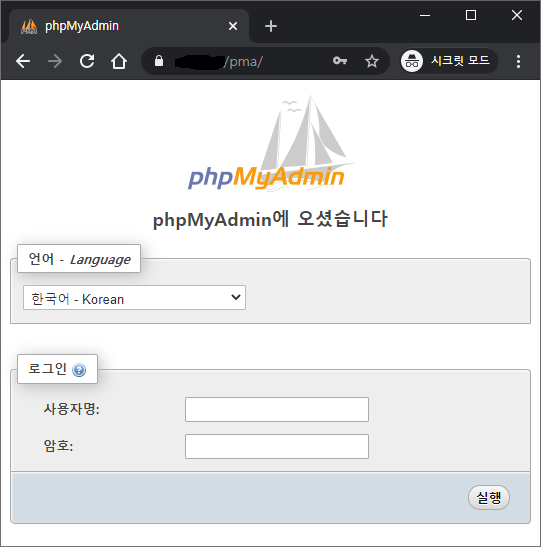 phpMyAdmin
/pma/
시크릿 모드
phpMyAdmin
phpMyAdmin에 오셨습니다
언어 - Language
한국어 - Korean
로그인
사용자명:
암호:
실행